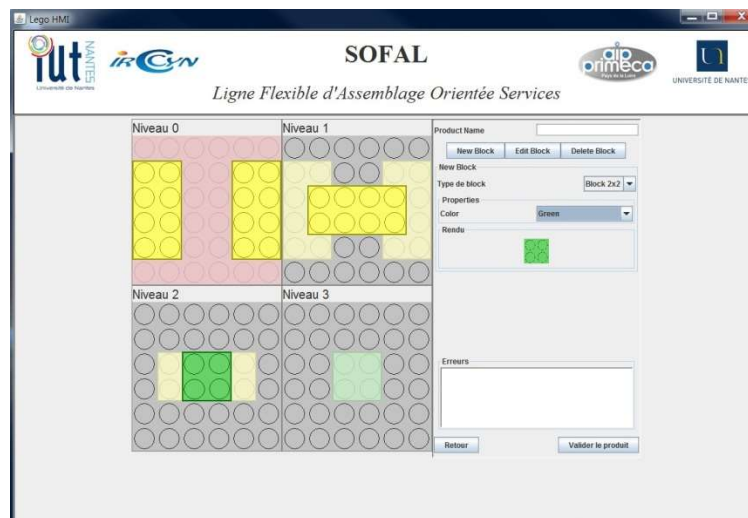 Lego HMI
iut NANTES
Université de Nantes
IRCCyN
SOFAL
Ligne Flexible d'Assemblage Orientée Services
aip primeca
Pays de la Loire
UNIVERSITÉ DE NANTE
Niveau 0
Niveau 1
Niveau 2
Niveau 3
Product Name
New Block Edit Block Delete Block
New Block
Type de block Block 2x2
Properties
Color Green
Rendu
Erreurs
Retour Valider le produit